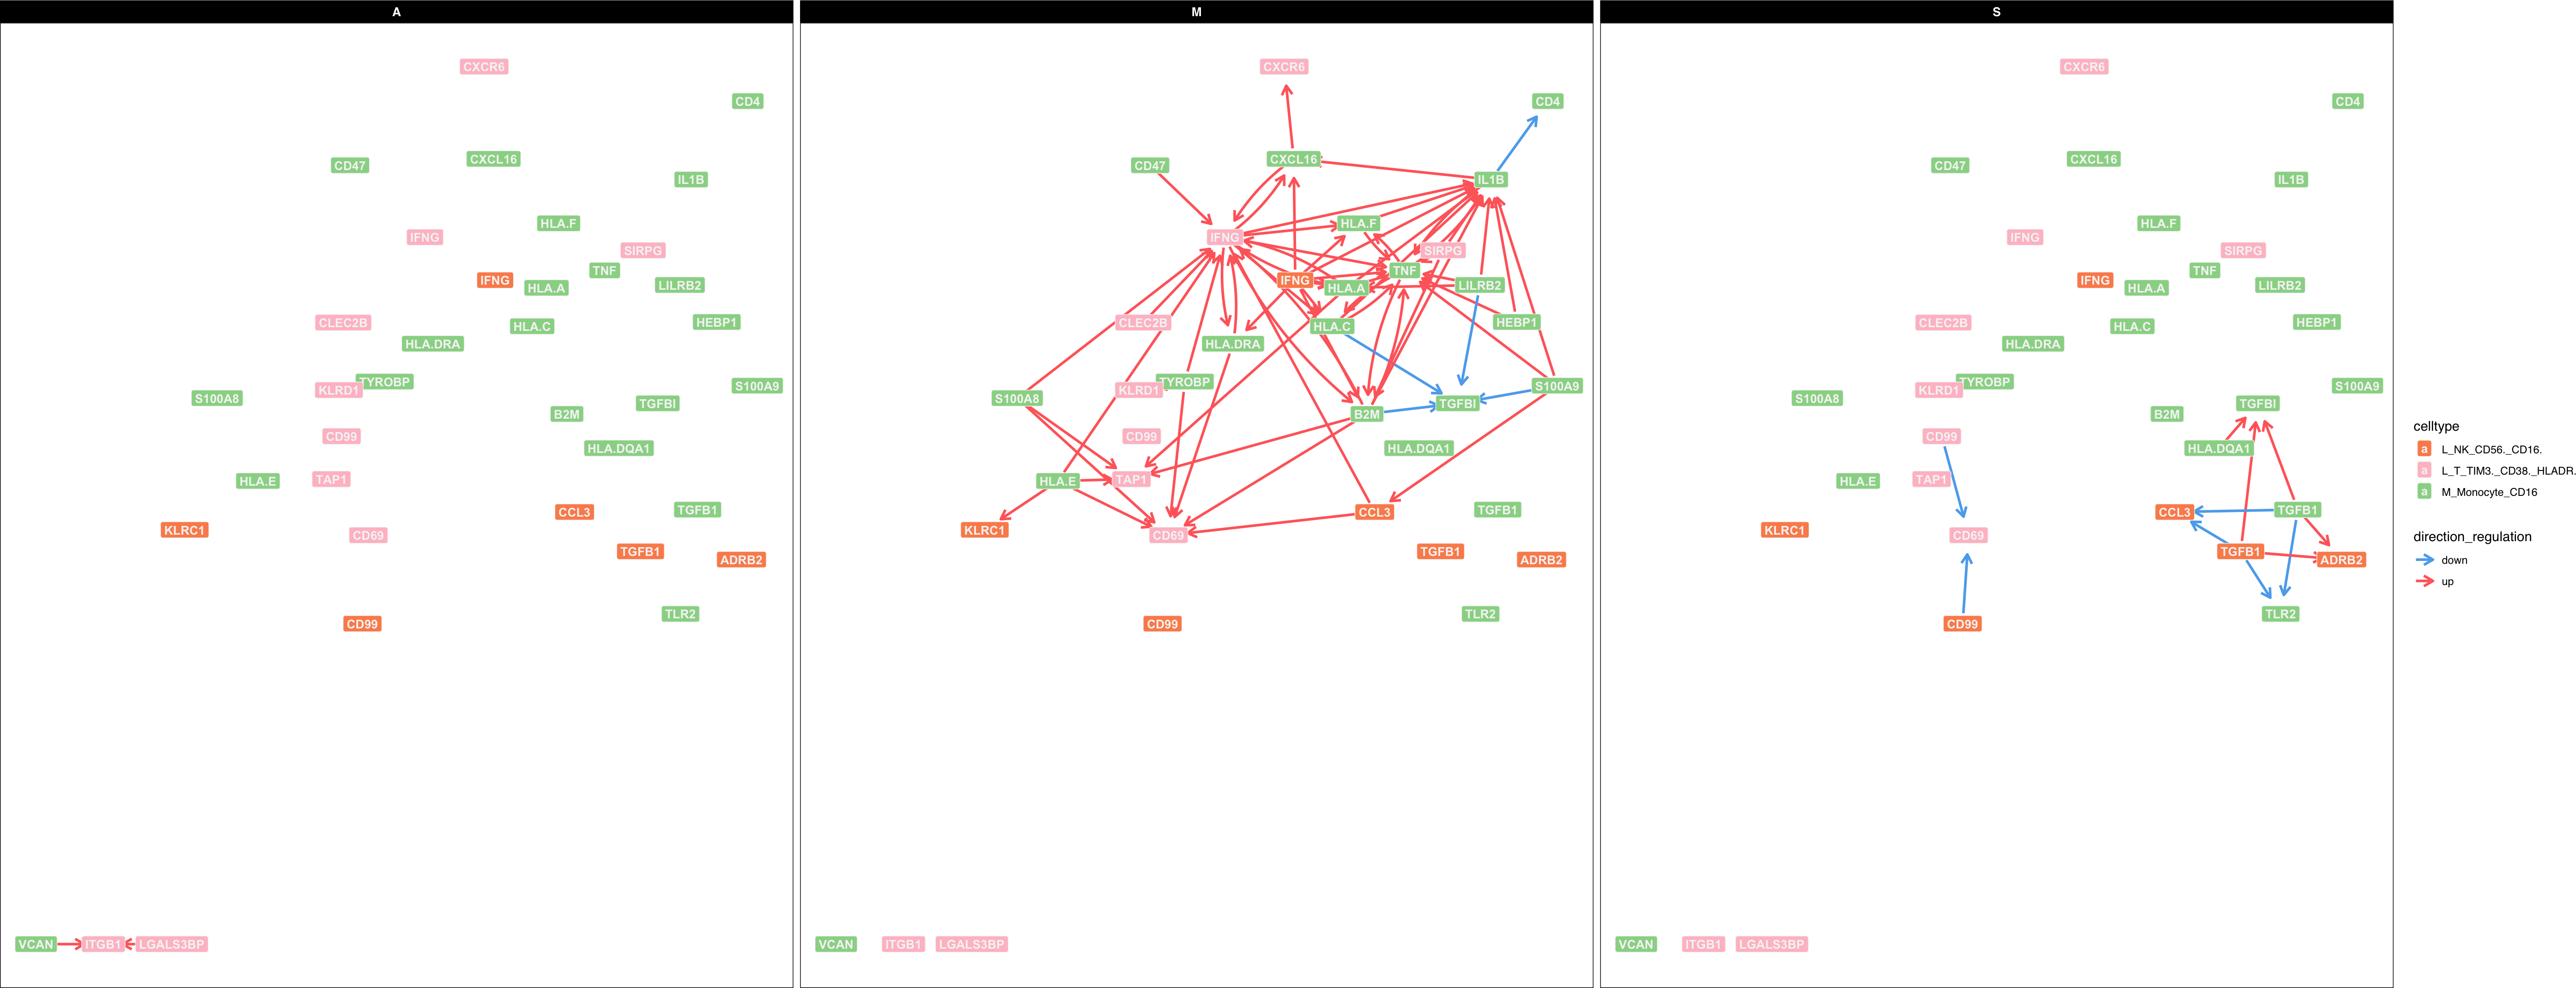 A
CXCR6
CD4
CD47
CXCL16
IL1B
HLA.F
IFNG
SIRPG
TNF
IFNG
HLA.A
LILRB2
CLEC2B
HLA.C
HEBP1
HLA.DRA
TYROBP
KLRD1
S100A9
S100A8
TGFBI
B2M
CD99
HLA.DQA1
HLA.E
TAP1
CCL3
TGFB1
KLRC1
CD69
TGFB1
ADRB2
TLR2
CD99
VCAN
ITGB1
LGALS3BP
M
CXCR6
CD4
CD47
CXCL16
IL1B
HLA.F
IFNG
SIRPG
TNF
IFNG
HLA.A
LILRB2
CLEC2B
HLA.C
HEBP1
HLA.DRA
TYROBP
KLRD1
S100A9
S100A8
TGFBI
B2M
CD99
HLA.DQA1
HLA.E
TAP1
CCL3
TGFB1
KLRC1
CD69
TGFB1
ADRB2
TLR2
CD99
VCAN
ITGB1
LGALS3BP
S
CXCR6
CD4
CD47
CXCL16
IL1B
HLA.F
IFNG
SIRPG
TNF
IFNG
HLA.A
LILRB2
CLEC2B
HLA.C
HEBP1
HLA.DRA
TYROBP
KLRD1
S100A9
S100A8
TGFBI
B2M
CD99
HLA.DQA1
HLA.E
TAP1
CCL3
TGFB1
KLRC1
CD69
TGFB1
ADRB2
TLR2
CD99
VCAN
ITGB1
LGALS3BP
celltype
a L_NK_CD56._CD16.
a L_T_TIM3._CD38._HLADR.
a M_Monocyte_CD16
direction_regulation
down
up